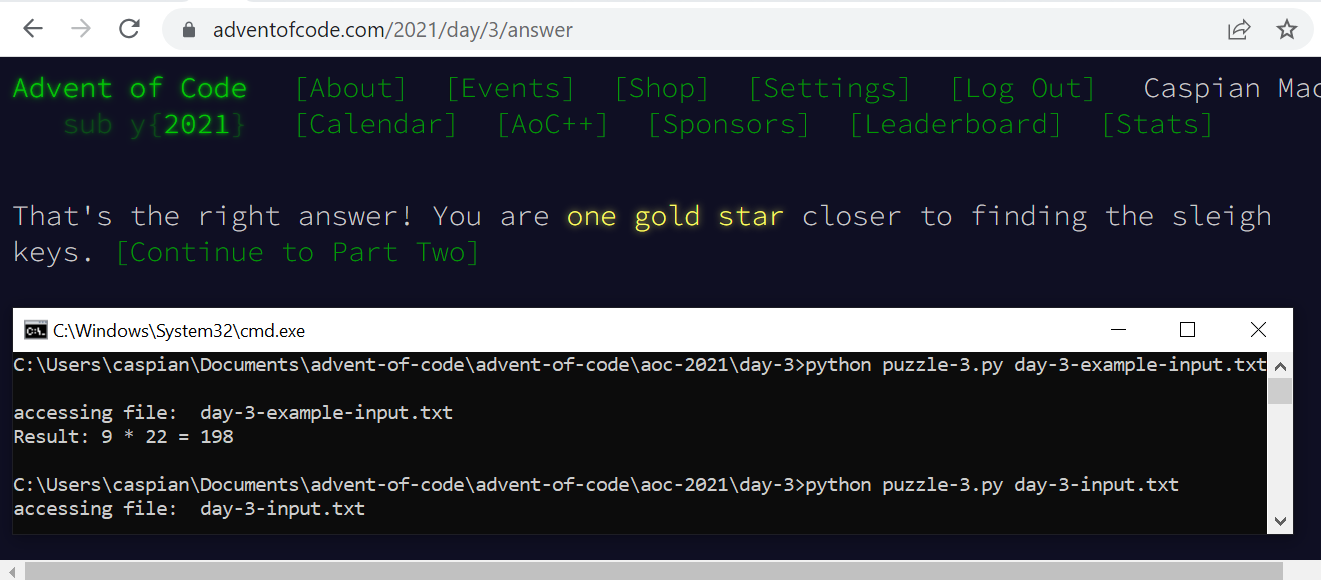 adventofcode.com/2021/day/3/answer
Advent of Code [About] [Events] [Shop] [Settings] [Log Out] Caspian Mac
sub y{2021} [Calendar] [AoC++] [Sponsors] [Leaderboard] [Stats]
That's the right answer! You are one gold star closer to finding the sleigh
keys. [Continue to Part Two]
C:\Windows\System32\cmd.exe
C:\Users\caspian\Documents\advent-of-code\advent-of-code\aoc-2021\day-3>python puzzle-3.py day-3-example-input.txt
accessing file:  day-3-example-input.txt
Result: 9 * 22 = 198
C:\Users\caspian\Documents\advent-of-code\advent-of-code\aoc-2021\day-3>python puzzle-3.py day-3-input.txt
accessing file:  day-3-input.txt